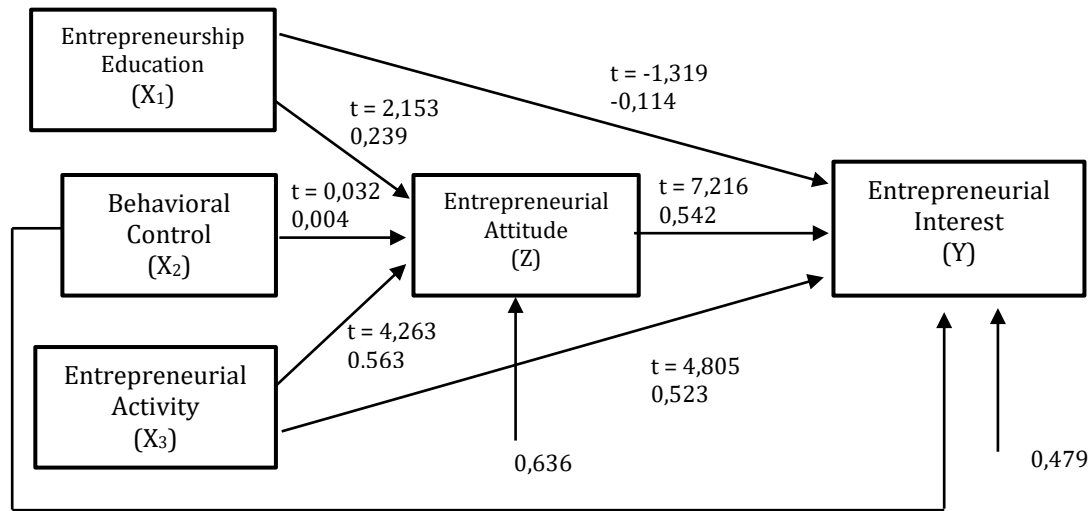 Entrepreneurship
Education
(X1)
t = -1,319
-0,114
t = 2,153
0,239
Behavioral
Control
(X2)
t = 0,032
0,004
Entrepreneurial
Attitude
(Z)
t = 7,216
0,542
Entrepreneurial
Interest
(Y)
t = 4,263
0.563
Entrepreneurial
Activity
(X3)
t = 4,805
0,523
0,636
0,479